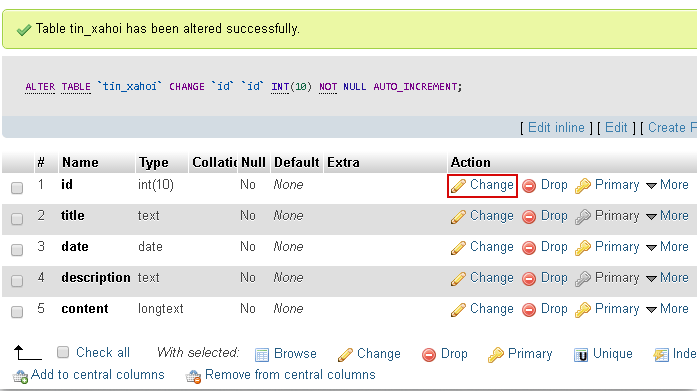 Table tin_xahoi has been altered successfully.
ALTER TABLE `tin_xahoi` CHANGE `id` `id` INT(10) NOT NULL AUTO_INCREMENT;
[ Edit inline ] [ Edit ] [ Create P
# Name Type Collatic Null Default Extra Action
1 id int(10) No None Change Drop Primary More
2 title text No None Change Drop Primary More
3 date date No None Change Drop Primary More
4 description text No None Change Drop Primary More
5 content longtext No None Change Drop Primary More
Check all With selected: Browse Change Drop Primary Unique Inde
Add to central columns Remove from central columns